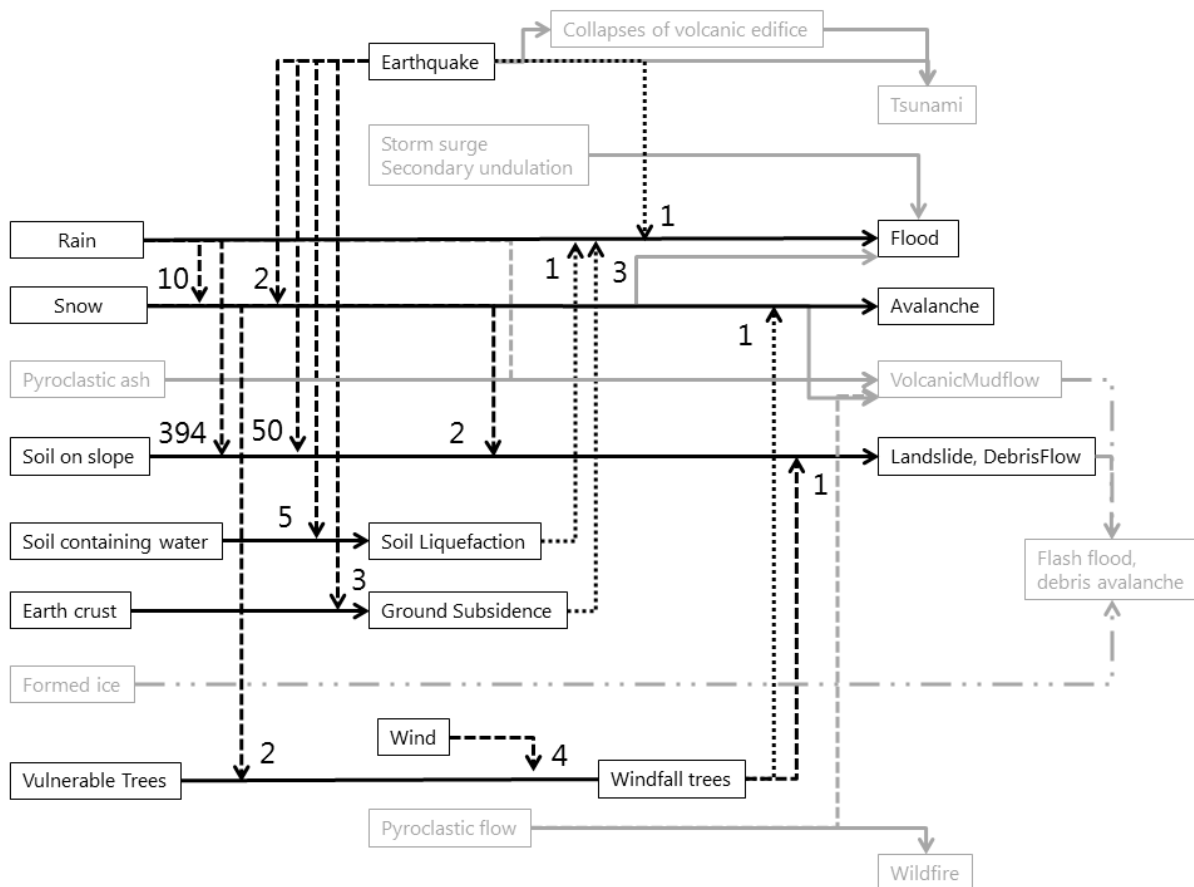 Collapses of volcanic edifice
Earthquake
Tsunami
Storm surge
Secondary undulation
1
Rain
Flood
10
2
1
3
Snow
Avalanche
1
Pyroclastic ash
VolcanicMudflow
394
50
2
Soil on slope
Landslide, DebrisFlow
1
5
Soil containing water
Soil Liquefaction
Flash flood,
debris avalanche
3
Earth crust
Ground Subsidence
Formed ice
Wind
2
4
Vulnerable Trees
Windfall trees
Pyroclastic flow
Wildfire